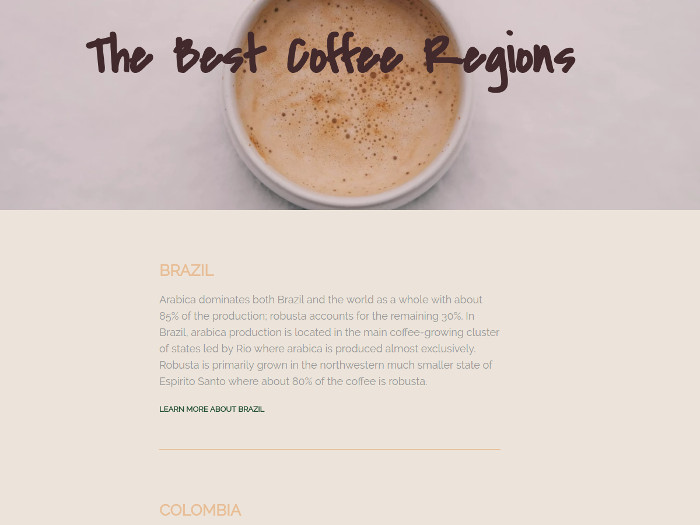 The Best Coffee Regions
BRAZIL
Arabica dominates both Brazil and the world as a whole with about
85% of the production; robusta accounts for the remaining 30%. In
Brazil, arabica production is located in the main coffee-growing cluster
of states led by Rio where arabica is produced almost exclusively.
Robusta is primarily grown in the northwestern much smaller state of
Espirito Santo where about 80% of the coffee is robusta.
LEARN MORE ABOUT BRAZIL
COLOMBIA